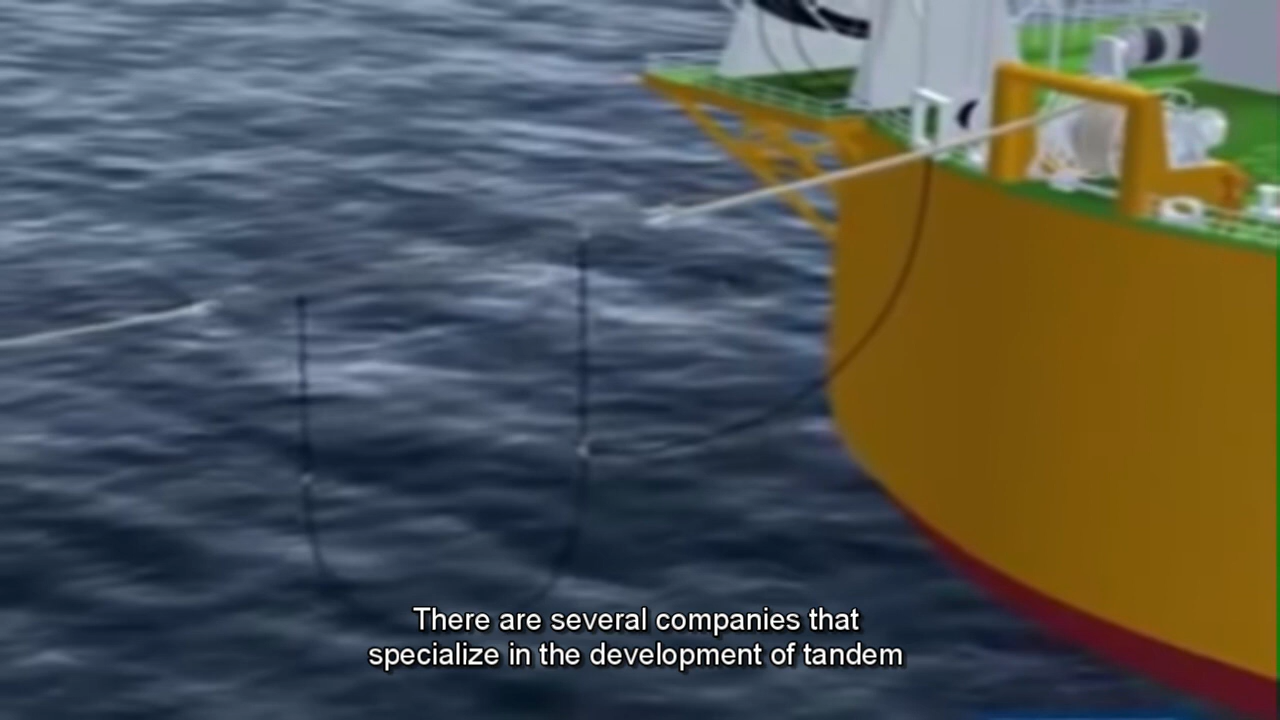 There are several companies that
specialize in the development of tandem